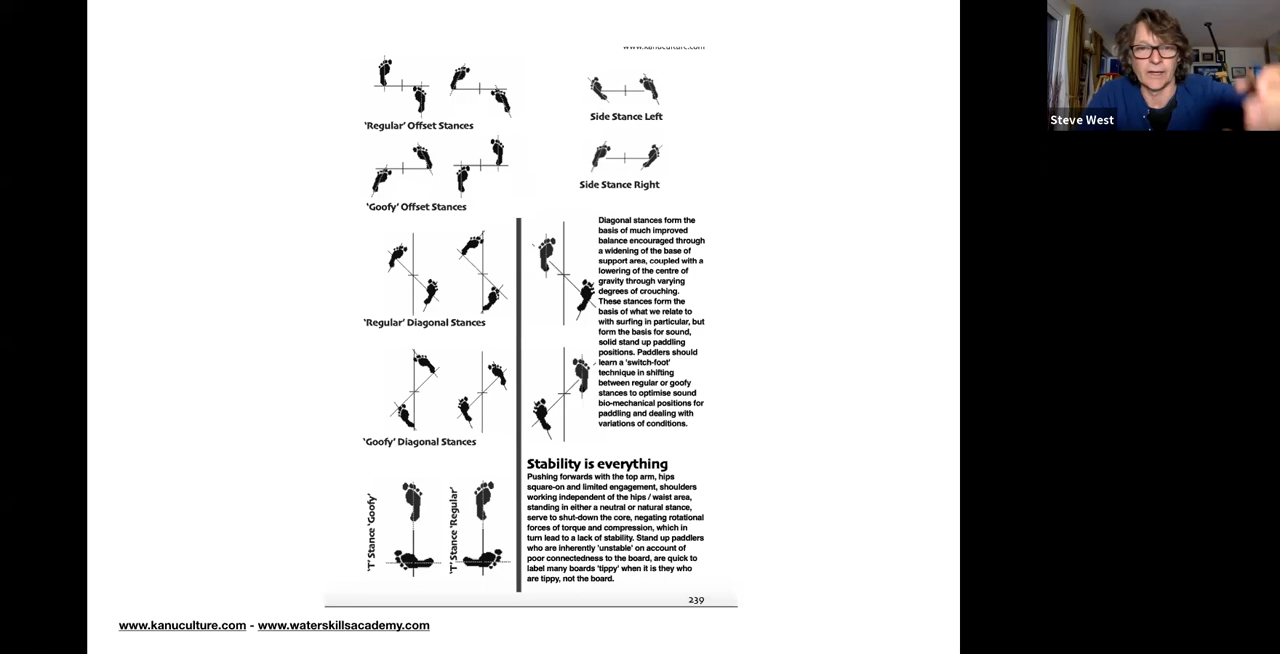 www.kanuculture.com
'Regular' Offset Stances
Side Stance Left
Side Stance Right
'Goofy' Offset Stances
'Regular' Diagonal Stances
'Goofy' Diagonal Stances
'T' Stance 'Goofy'
'T' Stance 'Regular'
Diagonal stances form the
basis of much improved
balance encouraged through
a widening of the base of
support area, coupled with a
lowering of the centre of
gravity through varying
degrees of crouching.
These stances form the
basis of what we relate to
with surfing in particular, but
form the basis for sound,
solid stand up paddling
positions. Paddlers should
learn a 'switch-foot'
technique in shifting
between regular or goofy
stances to optimise sound
bio-mechanical positions for
paddling and dealing with
variations of conditions.
Stability is everything
Pushing forwards with the top arm, hips
square-on and limited engagement, shoulders
working independent of the hips / waist area,
standing in either a neutral or natural stance,
serve to shut-down the core, negating rotational
forces of torque and compression, which in
turn lead to a lack of stability. Stand up paddlers
who are inherently 'unstable' on account of
poor connectedness to the board, are quick to
label many boards 'tippy' when it is they who
are tippy, not the board.
239
www.kanuculture.com - www.waterskillsacademy.com
Steve West